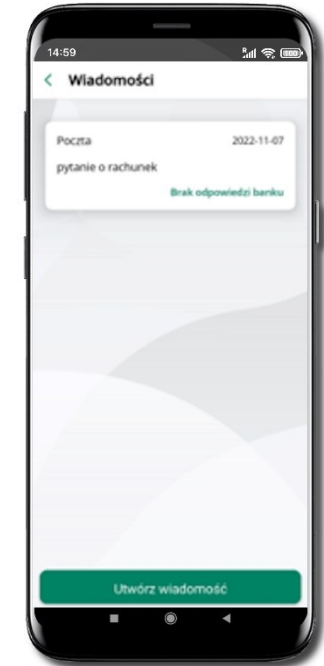 14:59
Wiadomości
Poczta 2022-11-07
pytanie o rachunek
Brak odpowiedzi banku
Utwórz wiadomość